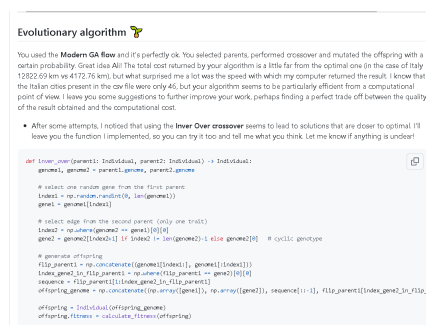 Evolutionary algorithm
You used the Modern GA flow and it's perfectly ok. You selected parents, performed crossover and mutated the offspring with a
certain probability. Great idea Ali! The total cost returned by your algorithm is a little far from the optimal one (in the case of Italy
12822.69 km vs 4172.76 km), but what surprised me a lot was the speed with which my computer returned the result. I know that
the Italian cities present in the csv file were only 46, but your algorithm seems to be particularly efficient from a computational
point of view. I leave you some suggestions to further improve your work, perhaps finding a perfect trade off between the quality
of the result obtained and the computational cost.
• After some attempts, I noticed that using the Inver Over crossover seems to lead to solutions that are closer to optimal. I'll
leave you the function I implemented, so you can try it too and tell me what you think. Let me know if anything is unclear!
def inver_over(parent1: Individual, parent2: Individual) -> Individual:
genome1, genome2 = parent1.genome, parent2.genome
# select one random gene from the first parent
index1 = np.random.randint(0, len(genome1))
gene1 = genome1[index1]
# select edge from the second parent (only one trait)
index2 = np.where(genome2 == gene1)[0][0]
gene2 = genome2[index2+1] if index2 != len(genome2)-1 else genome2[0] # cyclic genotype
# generate offspring
flip_parent1 = np.concatenate((genome1[index1:], genome1[:index1]))
index_gene2_in_flip_parent1 = np.where(flip_parent1 == gene2)[0][0]
sequence = flip_parent1[1:index_gene2_in_flip_parent1]
offspring_genome = np.concatenate((np.array([gene1]), np.array([gene2]), sequence[::-1], flip_parent1[index_gene2_in_flip_
offspring = Individual(offspring_genome)
offspring.fitness = calculate_fitness(offspring)